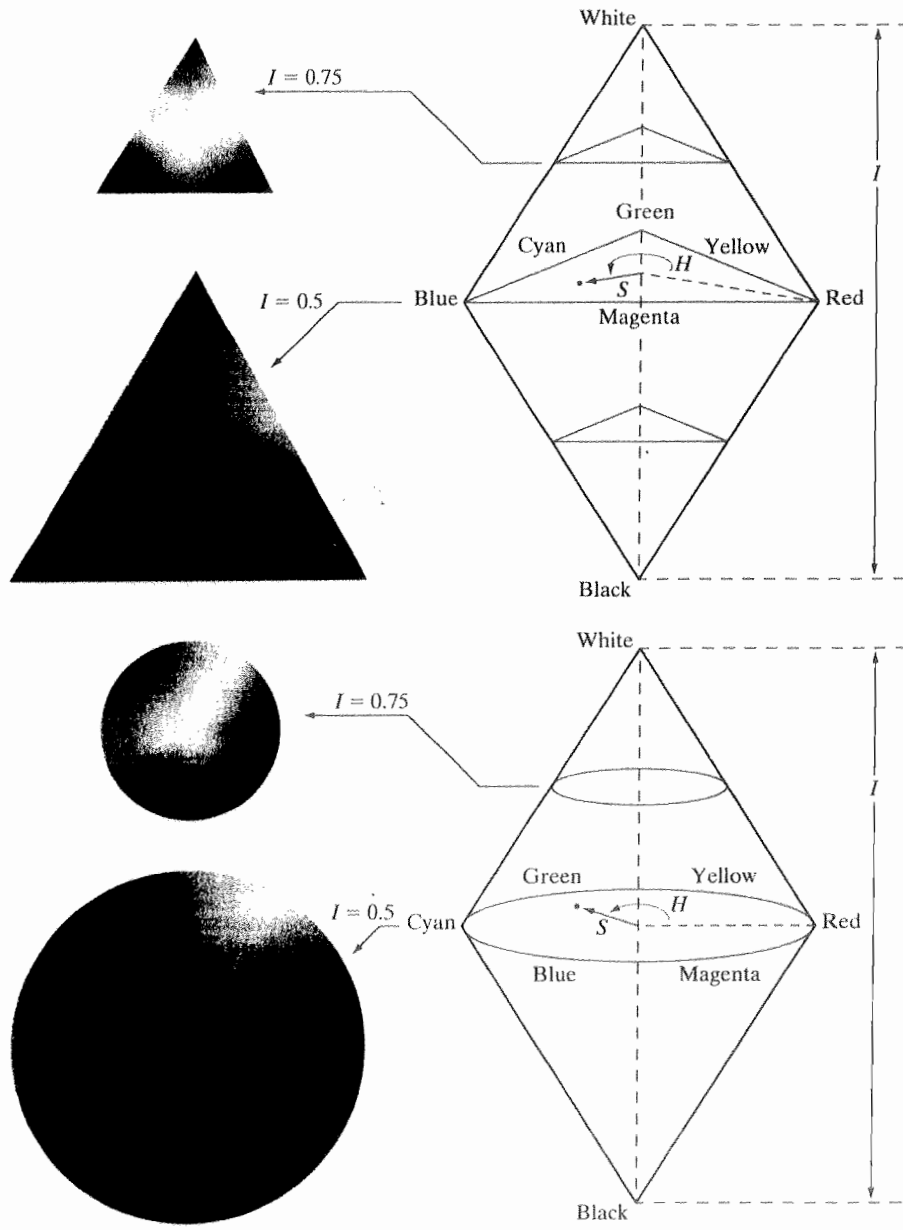 White
I = 0.75
I
Green
Cyan
Yellow
H
S
I = 0.5
Blue
Red
Magenta
Black
White
I = 0.75
I
Green
Yellow
H
S
I = 0.5
Cyan
Red
Blue
Magenta
Black